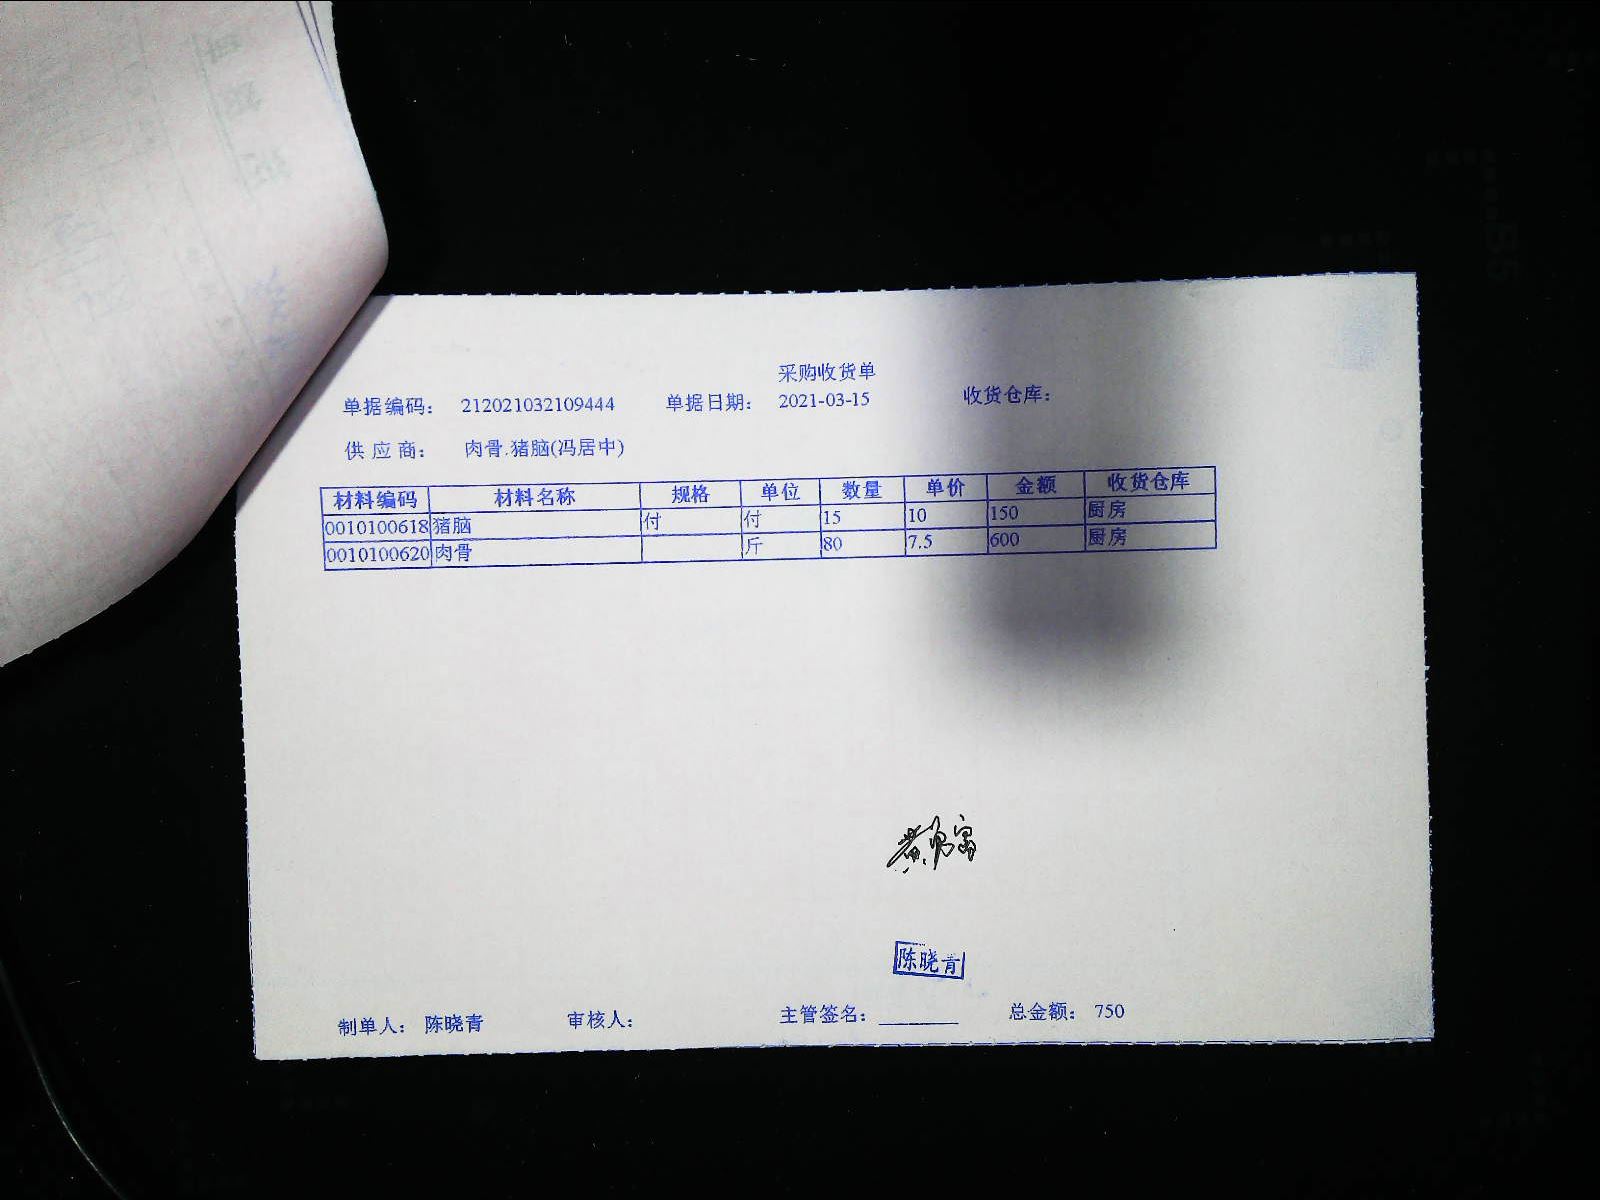 采购收货单
单据编码: 212021032109444 单据日期: 2021-03-15 收货仓库:
供应商: 肉骨.猪脑(冯居中)
材料编码 材料名称 规格 单位 数量 单价 金额 收货仓库
0010100618 猪脑 付 付 15 10 150 厨房
0010100620 肉骨 斤 80 7.5 600 厨房
陈晓青
制单人: 陈晓青 审核人: 主管签名: ________ 总金额: 750